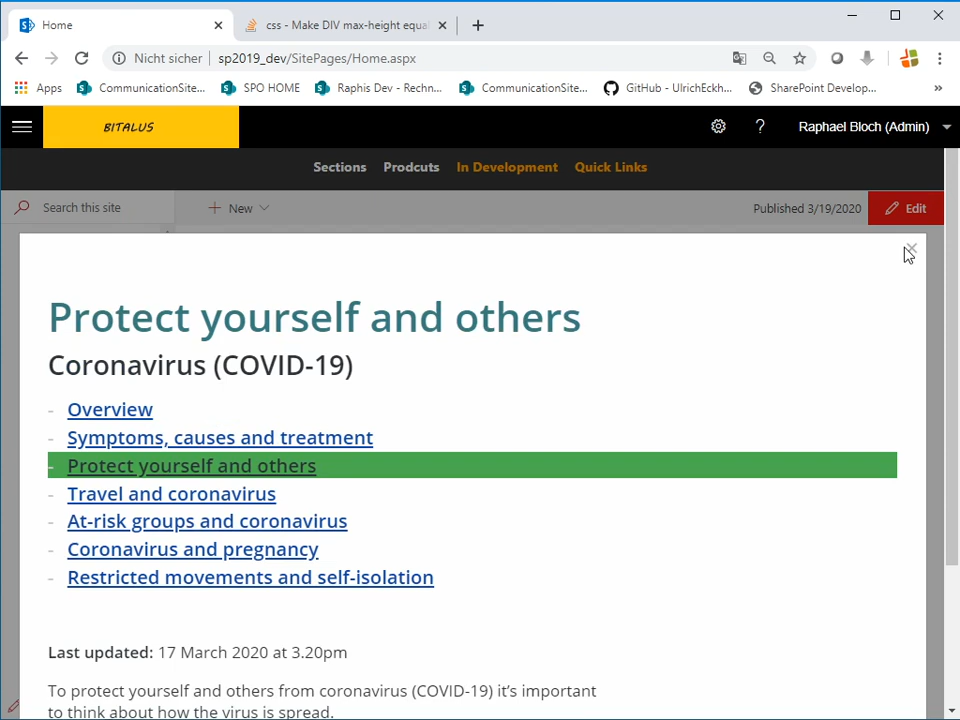 Home
css - Make DIV max-height equa
Nicht sicher | sp2019_dev/SitePages/Home.aspx
Apps CommunicationSite... SPO HOME Raphis Dev - Rechn... CommunicationSite... GitHub - UlrichEckh... SharePoint Develop... »
BITALUS ? Raphael Bloch (Admin)
Sections Prodcuts In Development Quick Links
Search this site + New Published 3/19/2020 Edit
Protect yourself and others
Coronavirus (COVID-19)
- Overview
- Symptoms, causes and treatment
- Protect yourself and others
- Travel and coronavirus
- At-risk groups and coronavirus
- Coronavirus and pregnancy
- Restricted movements and self-isolation
Last updated: 17 March 2020 at 3.20pm
To protect yourself and others from coronavirus (COVID-19) it's important
to think about how the virus is spread.